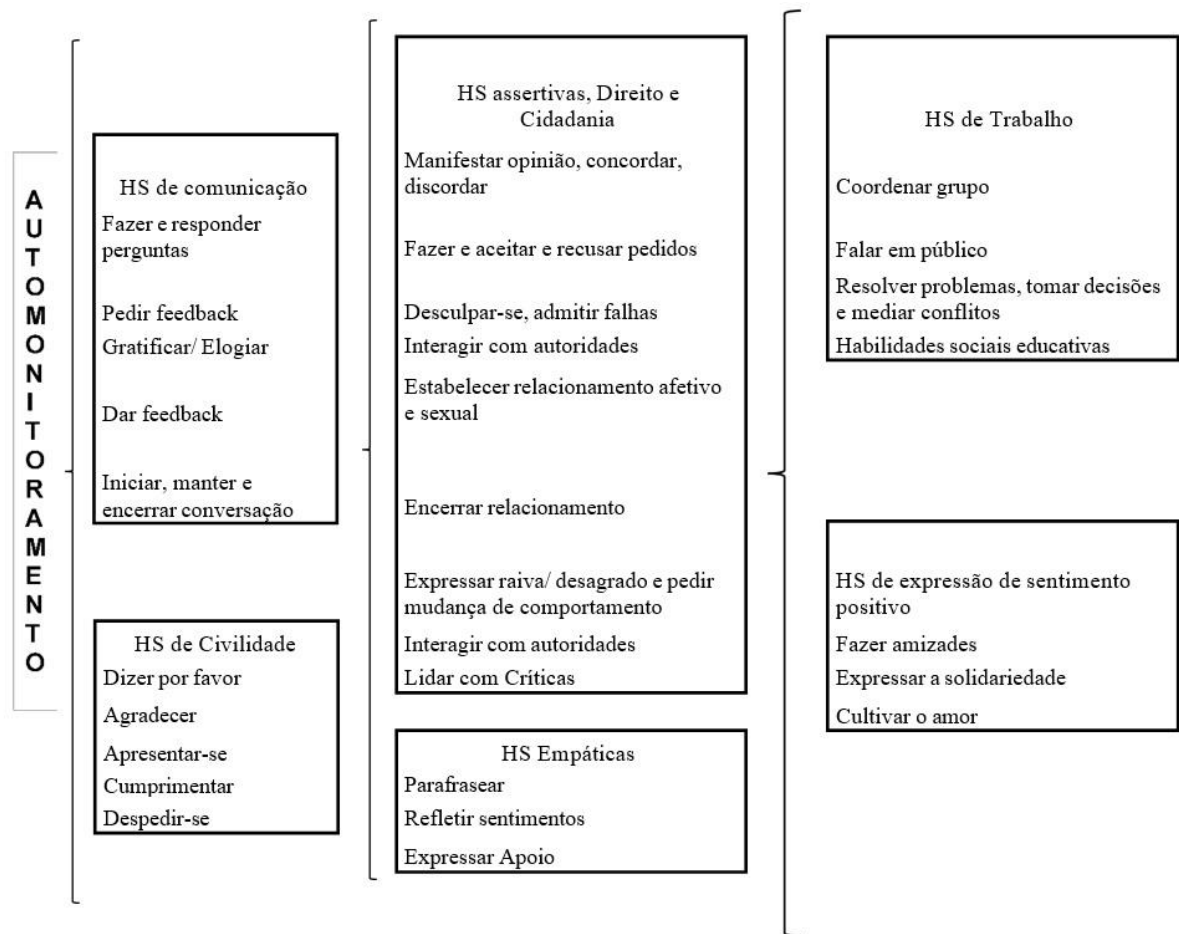 AUTOMONITORAMENTO
HS de comunicação
Fazer e responder
perguntas
Pedir feedback
Gratificar/ Elogiar
Dar feedback
Iniciar, manter e
encerrar conversação
HS de Civilidade
Dizer por favor
Agradecer
Apresentar-se
Cumprimentar
Despedir-se
HS assertivas, Direito e
Cidadania
Manifestar opinião, concordar,
discordar
Fazer e aceitar e recusar pedidos
Desculpar-se, admitir falhas
Interagir com autoridades
Estabelecer relacionamento afetivo
e sexual
Encerrar relacionamento
Expressar raiva/ desagrado e pedir
mudança de comportamento
Interagir com autoridades
Lidar com Críticas
HS Empáticas
Parafrasear
Refletir sentimentos
Expressar Apoio
HS de Trabalho
Coordenar grupo
Falar em público
Resolver problemas, tomar decisões
e mediar conflitos
Habilidades sociais educativas
HS de expressão de sentimento
positivo
Fazer amizades
Expressar a solidariedade
Cultivar o amor